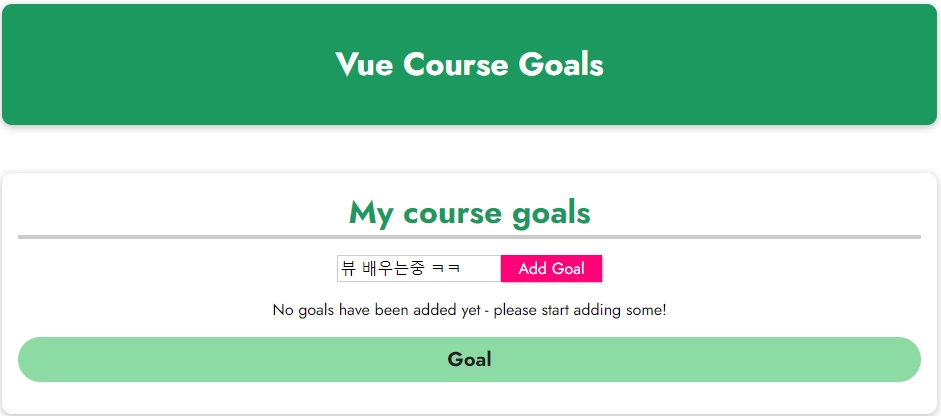 Vue Course Goals
My course goals
뷰 배우는중 ㅋㅋ Add Goal
No goals have been added yet - please start adding some!
Goal